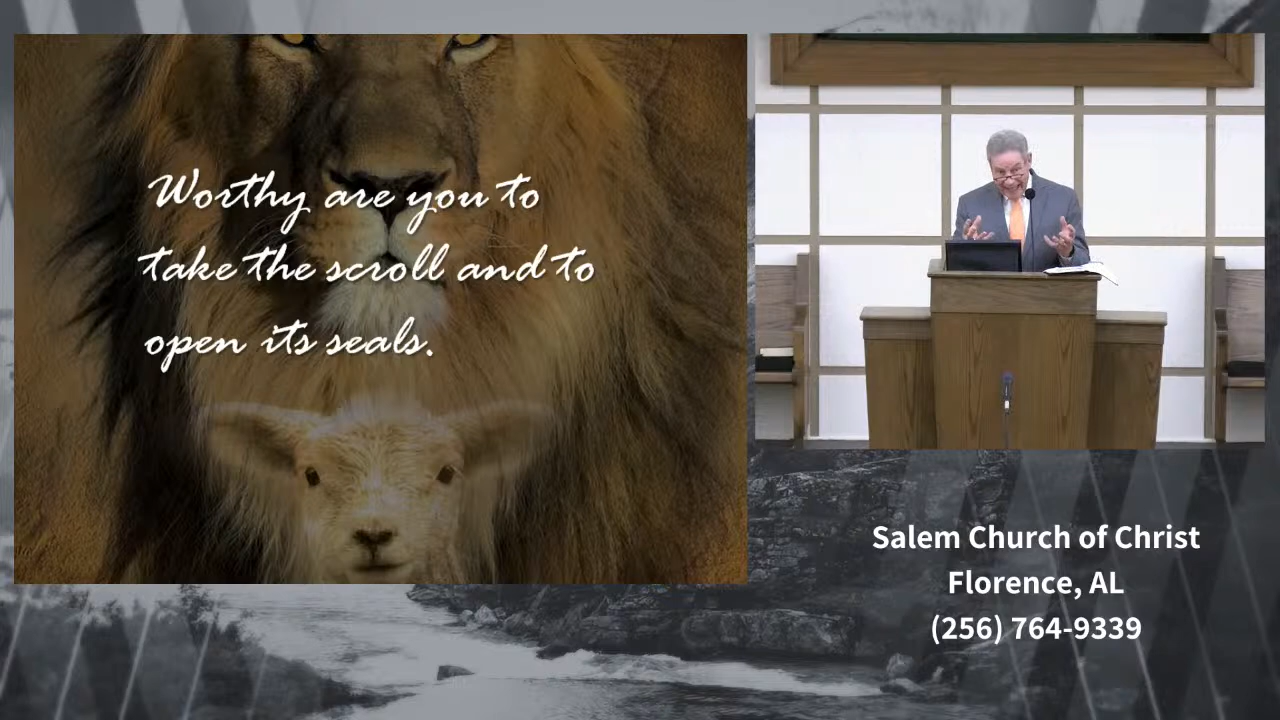 Worthy are you to
take the scroll and to
open its seals.
Salem Church of Christ
Florence, AL
(256) 764-9339